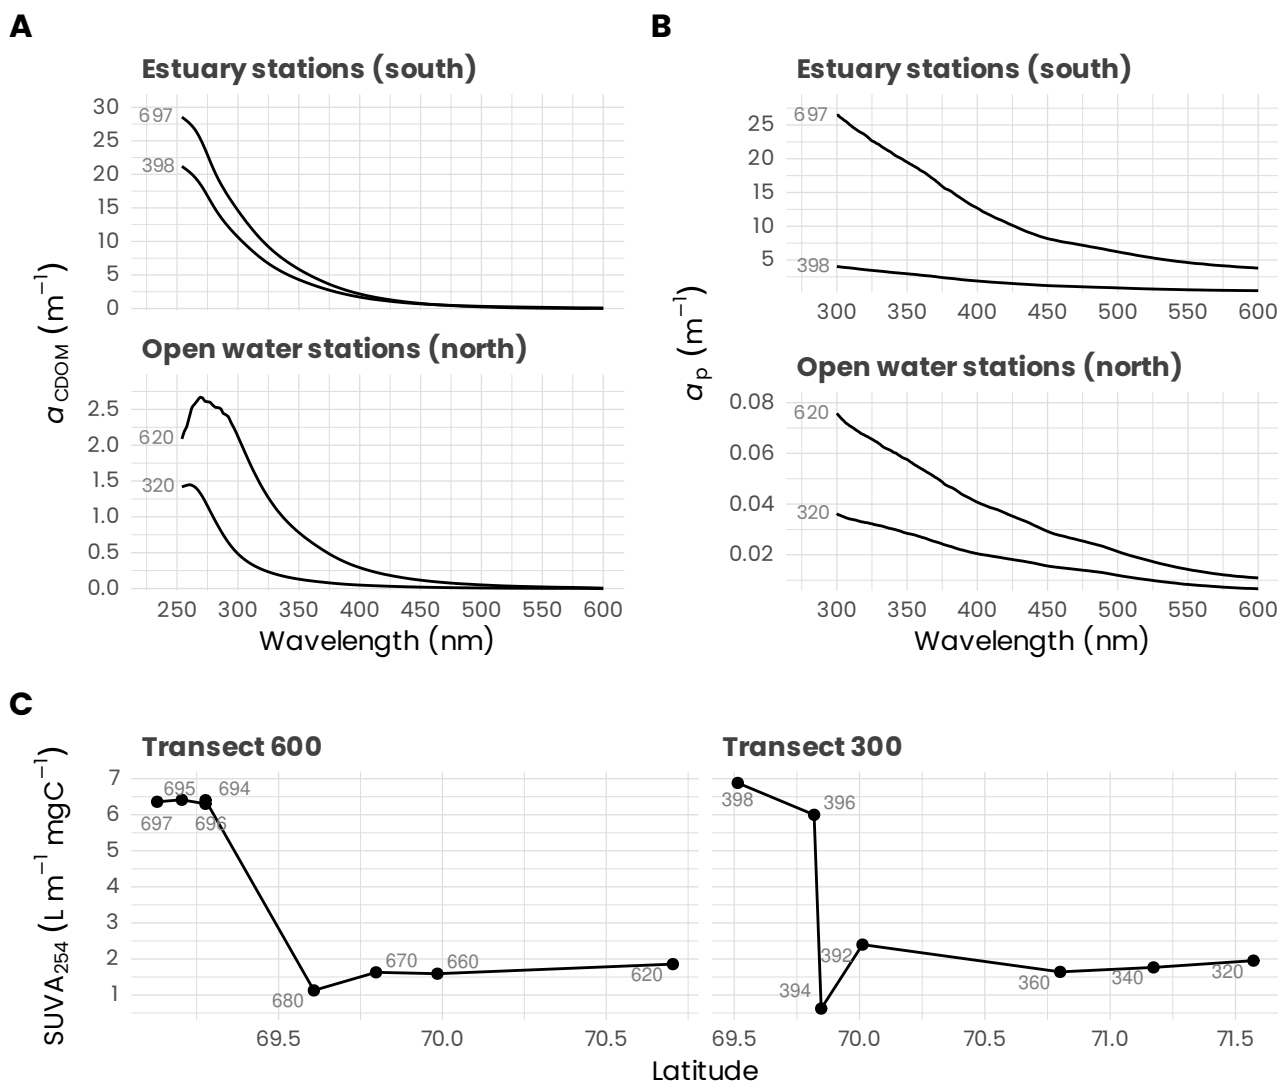 A
Estuary stations (south)
30
25
20
15
10
5
0
697
398
Open water stations (north)
2.5
2.0
1.5
1.0
0.5
0.0
620
320
250 300 350 400 450 500 550 600
Wavelength (nm)
aCDOM (m−1)
B
Estuary stations (south)
25
20
15
10
5
697
398
300 350 400 450 500 550 600
Open water stations (north)
0.08
0.06
0.04
0.02
620
320
300 350 400 450 500 550 600
Wavelength (nm)
ap (m−1)
C
Transect 600
7
6
5
4
3
2
1
695 694
697 696
680
670 660
620
69.5 70.0 70.5
Transect 300
398
396
394
392
360
340
320
69.5 70.0 70.5 71.0 71.5
Latitude
SUVA254 (L m−1 mgC−1)